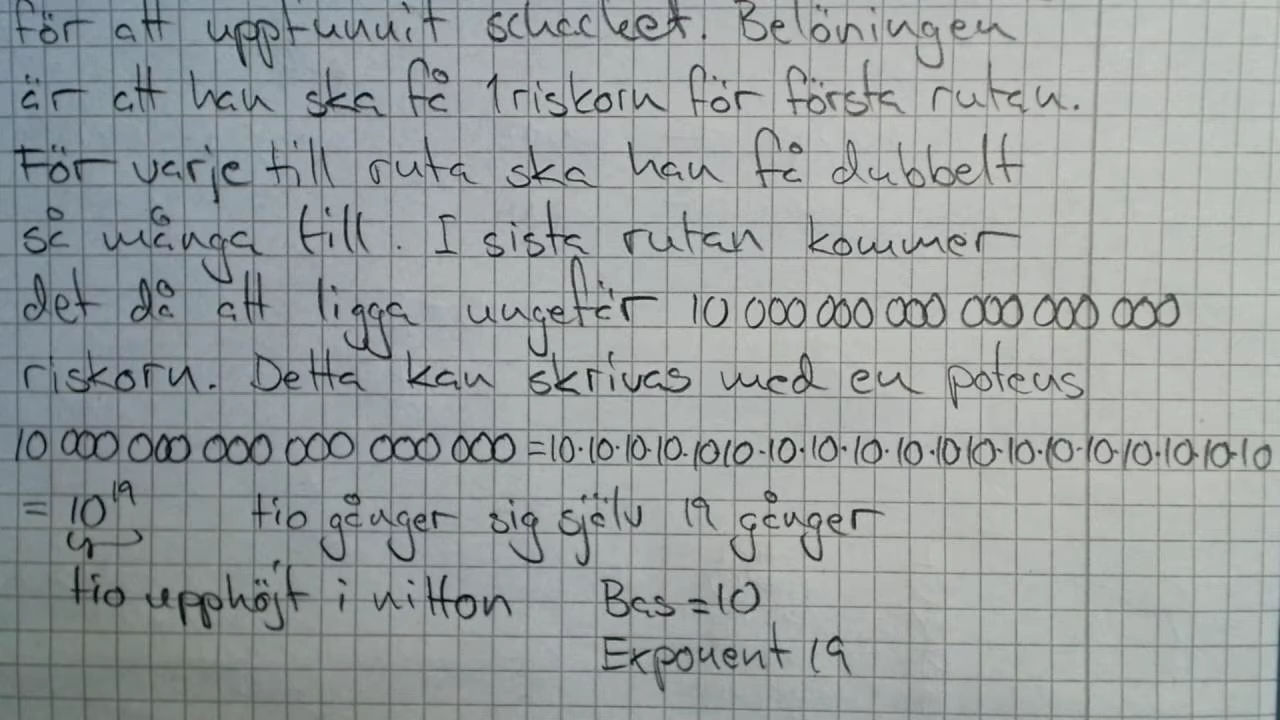 för att uppfunnit schacket. Belöningen
är att han ska få 1 riskorn för första rutan.
För varje till ruta ska han få dubbelt
så många till. I sista rutan kommer
det då att ligga ungefär 10 000 000 000 000 000 000
riskorn. Detta kan skrivas med en potens
10 000 000 000 000 000 000 = 10·10·10·10·10·10·10·10·10·10·10·10·10·10·10·10·10·10·10
= 10¹⁹ tio gånger sig själv 19 gånger
tio upphöjt i nitton Bas = 10
Exponent 19